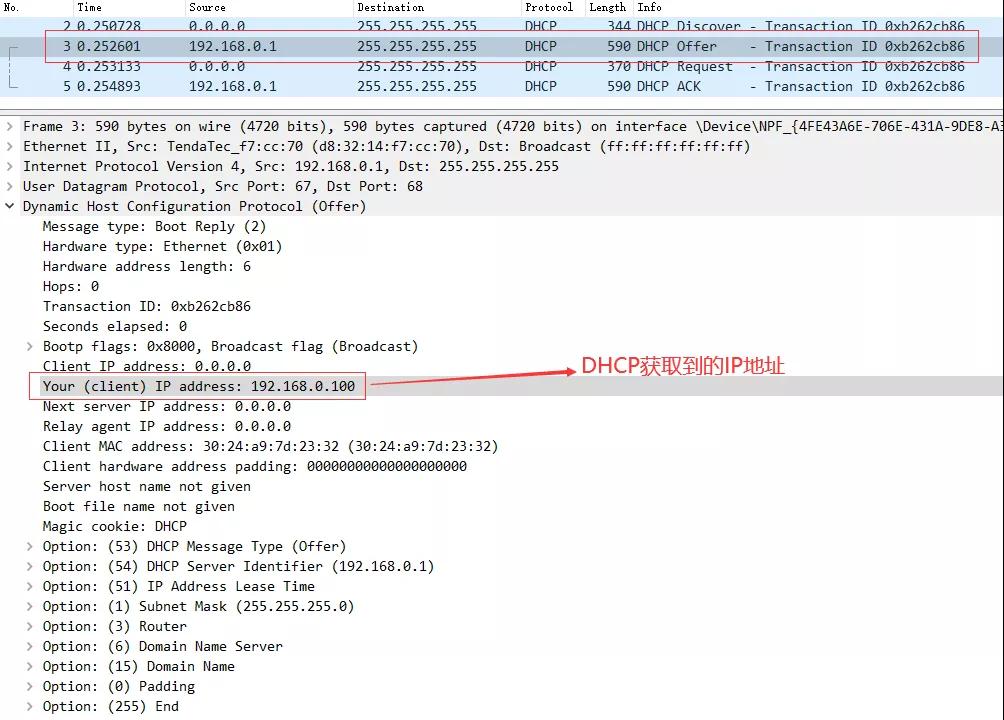 No. Time Source Destination Protocol Length Info
2 0.250728 0.0.0.0 255.255.255.255 DHCP 344 DHCP Discover - Transaction ID 0xb262cb86
3 0.252601 192.168.0.1 255.255.255.255 DHCP 590 DHCP Offer - Transaction ID 0xb262cb86
4 0.253133 0.0.0.0 255.255.255.255 DHCP 370 DHCP Request - Transaction ID 0xb262cb86
5 0.254893 192.168.0.1 255.255.255.255 DHCP 590 DHCP ACK - Transaction ID 0xb262cb86
Frame 3: 590 bytes on wire (4720 bits), 590 bytes captured (4720 bits) on interface \Device\NPF_{4FE43A6E-706E-431A-9DE8-A3
Ethernet II, Src: TendaTec_f7:cc:70 (d8:32:14:f7:cc:70), Dst: Broadcast (ff:ff:ff:ff:ff:ff)
Internet Protocol Version 4, Src: 192.168.0.1, Dst: 255.255.255.255
User Datagram Protocol, Src Port: 67, Dst Port: 68
Dynamic Host Configuration Protocol (Offer)
Message type: Boot Reply (2)
Hardware type: Ethernet (0x01)
Hardware address length: 6
Hops: 0
Transaction ID: 0xb262cb86
Seconds elapsed: 0
Bootp flags: 0x8000, Broadcast flag (Broadcast)
Client IP address: 0.0.0.0
Your (client) IP address: 192.168.0.100
DHCP获取到的IP地址
Next server IP address: 0.0.0.0
Relay agent IP address: 0.0.0.0
Client MAC address: 30:24:a9:7d:23:32 (30:24:a9:7d:23:32)
Client hardware address padding: 00000000000000000000
Server host name not given
Boot file name not given
Magic cookie: DHCP
Option: (53) DHCP Message Type (Offer)
Option: (54) DHCP Server Identifier (192.168.0.1)
Option: (51) IP Address Lease Time
Option: (1) Subnet Mask (255.255.255.0)
Option: (3) Router
Option: (6) Domain Name Server
Option: (15) Domain Name
Option: (0) Padding
Option: (255) End